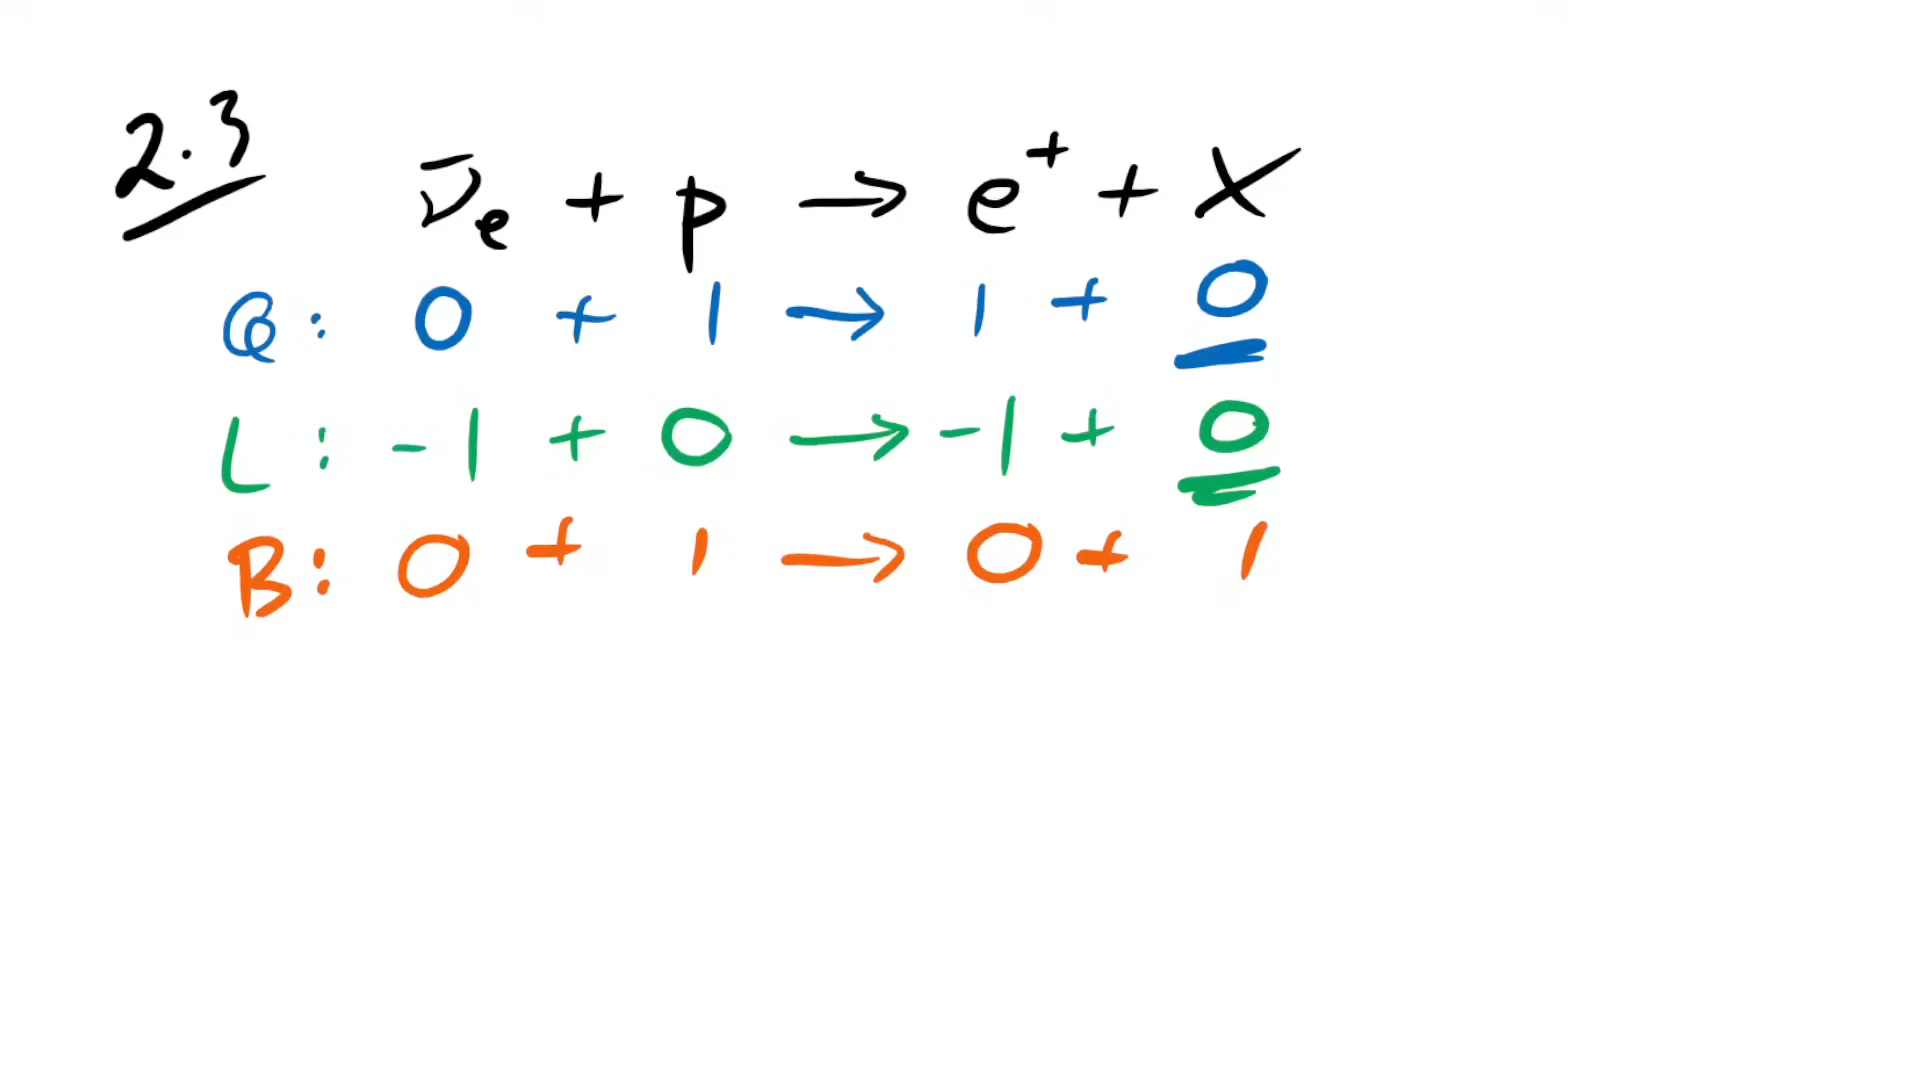 2.3
ν̄ₑ + p → e⁺ + X
Q: 0 + 1 → 1 + 0
L: -1 + 0 → -1 + 0
B: 0 + 1 → 0 + 1